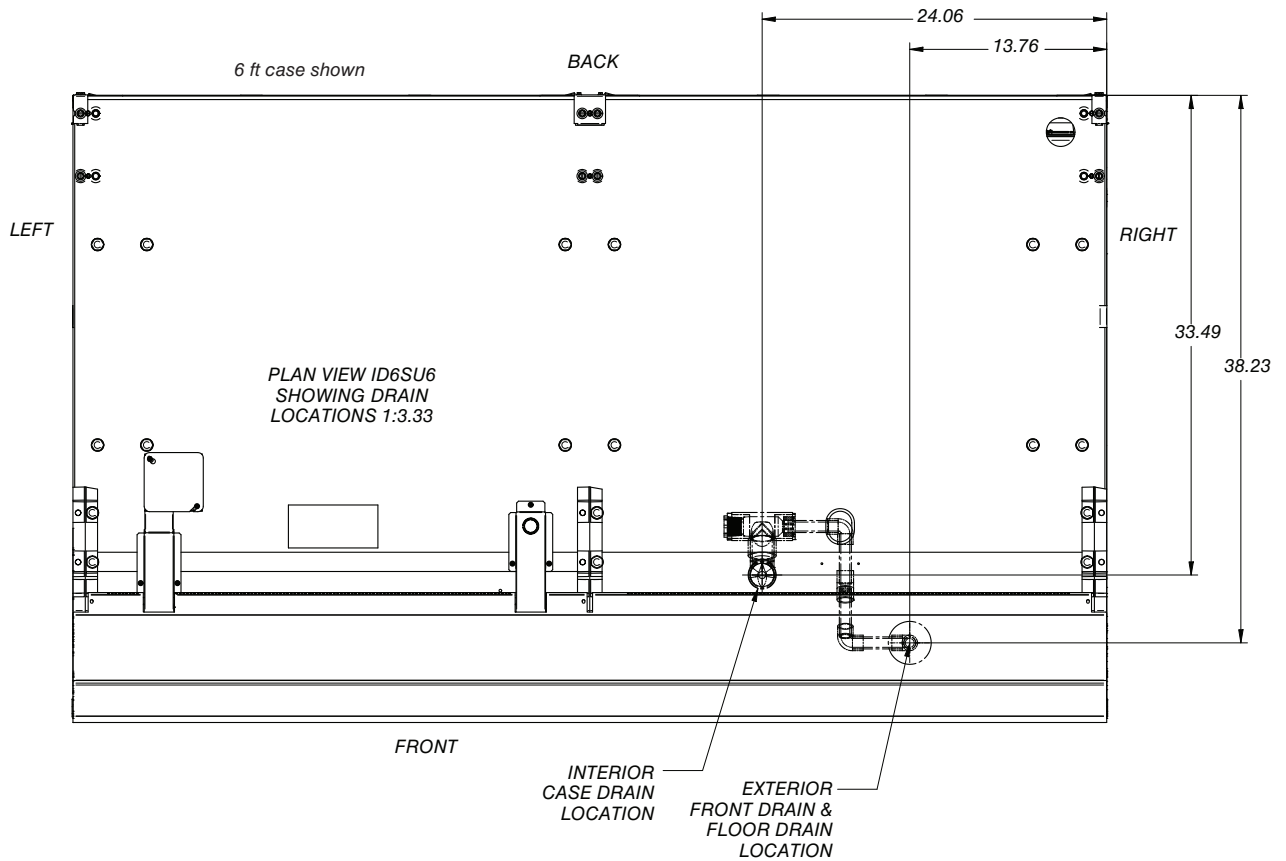 24.06
13.76
6 ft case shown
BACK
LEFT
RIGHT
33.49
38.23
PLAN VIEW ID6SU6
SHOWING DRAIN
LOCATIONS 1:3.33
FRONT
INTERIOR
CASE DRAIN
LOCATION
EXTERIOR
FRONT DRAIN &
FLOOR DRAIN
LOCATION